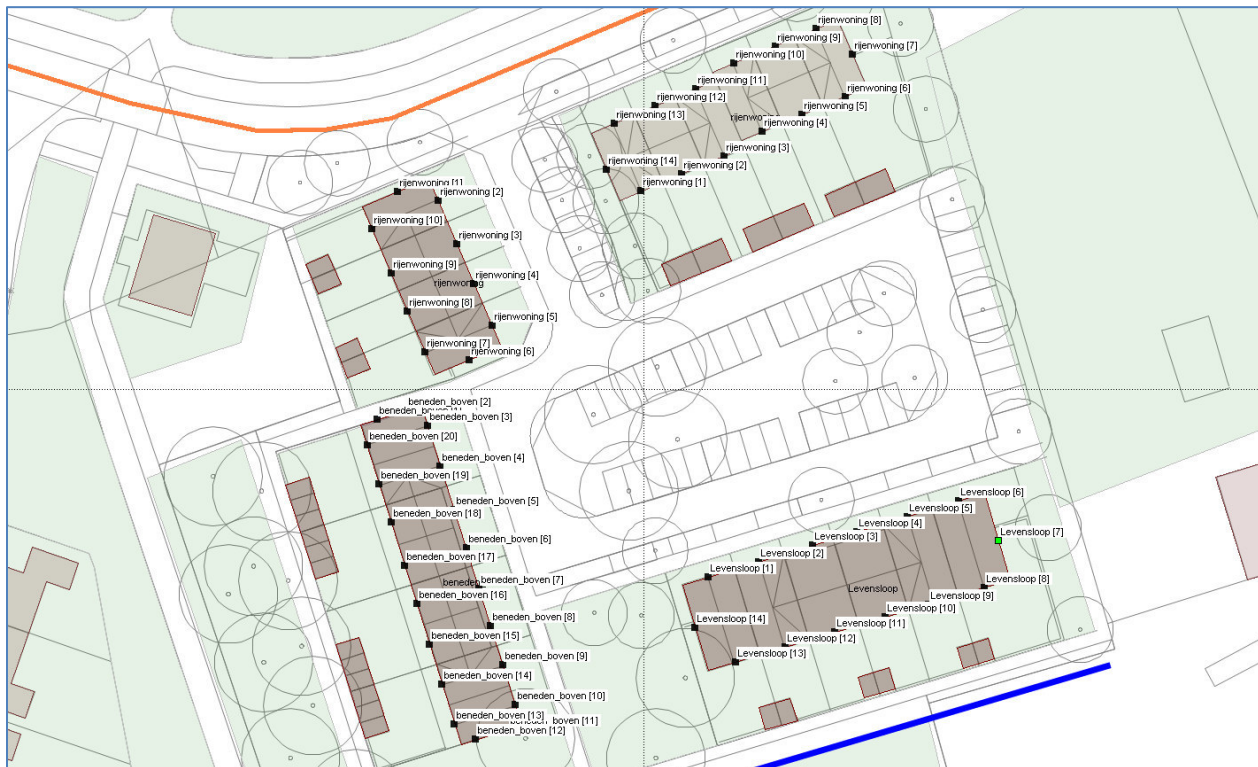 rijenwoning [8]
rijenwoning [9]
rijenwoning [7]
rijenwoning [10]
rijenwoning [11]
rijenwoning [6]
rijenwoning [12]
rijenwoning [5]
rijenwoning [13]
rijenwoning [4]
rijenwoning [3]
rijenwoning [14]
rijenwoning [2]
rijenwoning [1]
rijenwoning [1]
rijenwoning [2]
rijenwoning [10]
rijenwoning [3]
rijenwoning [9]
rijenwoning [4]
rijenwoning
rijenwoning [8]
rijenwoning [5]
rijenwoning [7]
rijenwoning [6]
beneden_boven [2]
beneden_boven [3]
beneden_boven [20]
beneden_boven [4]
beneden_boven [19]
beneden_boven [5]
beneden_boven [18]
beneden_boven [6]
beneden_boven [17]
beneden_boven [7]
beneden_boven [16]
beneden_boven [8]
beneden_boven [15]
beneden_boven [9]
beneden_boven [14]
beneden_boven [10]
beneden_boven [13]
beneden_boven [11]
beneden_boven [12]
Levensloop [6]
Levensloop [5]
Levensloop [4]
Levensloop [7]
Levensloop [3]
Levensloop [2]
Levensloop [1]
Levensloop [8]
Levensloop
Levensloop [9]
Levensloop [10]
Levensloop [14]
Levensloop [11]
Levensloop [12]
Levensloop [13]